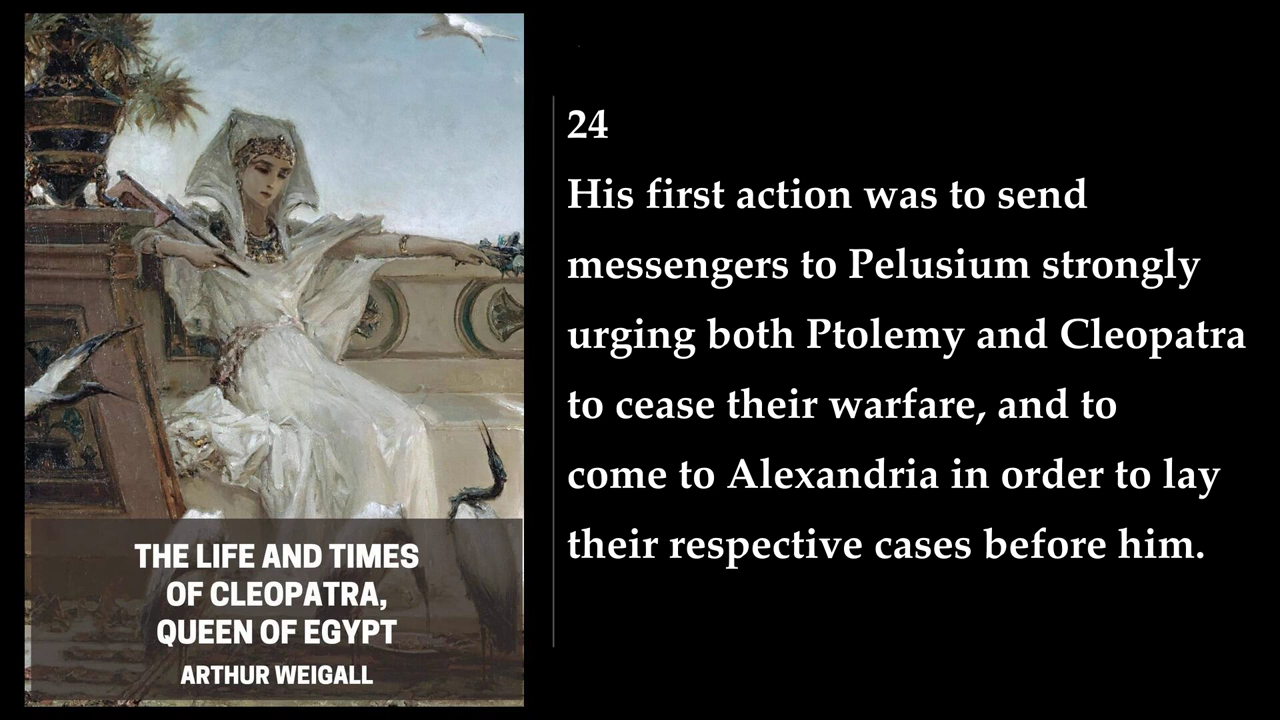 THE LIFE AND TIMES
OF CLEOPATRA,
QUEEN OF EGYPT
ARTHUR WEIGALL
24
His first action was to send
messengers to Pelusium strongly
urging both Ptolemy and Cleopatra
to cease their warfare, and to
come to Alexandria in order to lay
their respective cases before him.